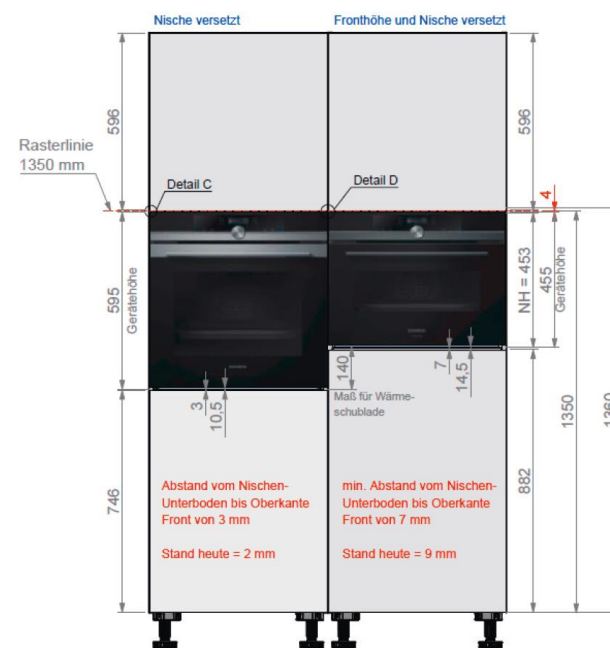 Nische versetzt
Fronthöhe und Nische versetzt
596
596
Rasterlinie
1350 mm
Detail C
Detail D
4
595
Gerätehöhe
NH = 453
455
Gerätehöhe
140
7
14,5
3
10,5
Maß für Wärme-
schublade
1350
1360
746
882
Abstand vom Nischen-
Unterboden bis Oberkante
Front von 3 mm
Stand heute = 2 mm
min. Abstand vom Nischen-
Unterboden bis Oberkante
Front von 7 mm
Stand heute = 9 mm